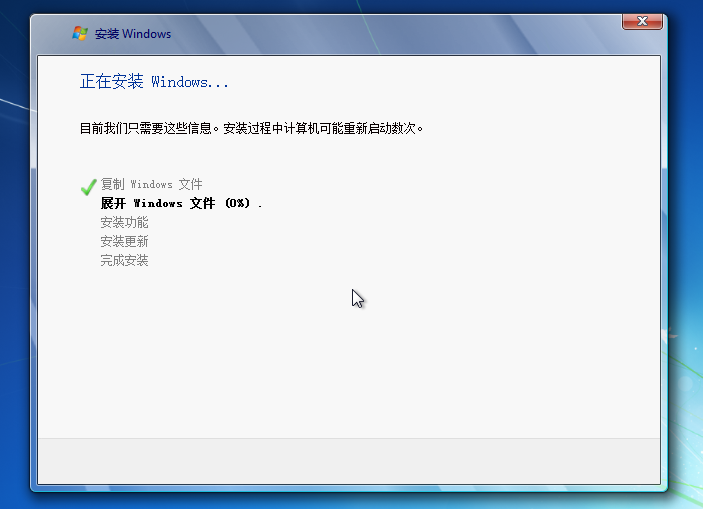 安装 Windows
正在安装 Windows...
目前我们只需要这些信息。安装过程中计算机可能重新启动数次。
复制 Windows 文件
展开 Windows 文件 (0%) .
安装功能
安装更新
完成安装